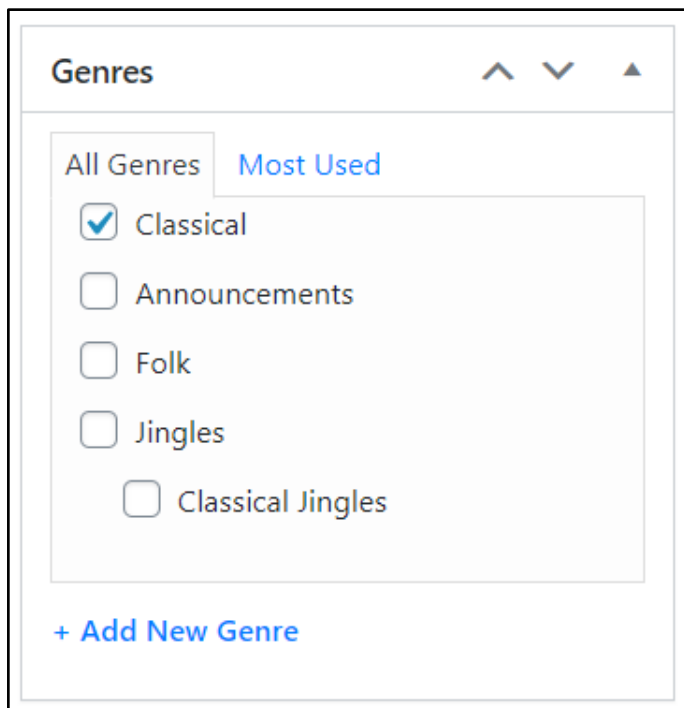 Genres
All Genres Most Used
Classical
Announcements
Folk
Jingles
Classical Jingles
+ Add New Genre